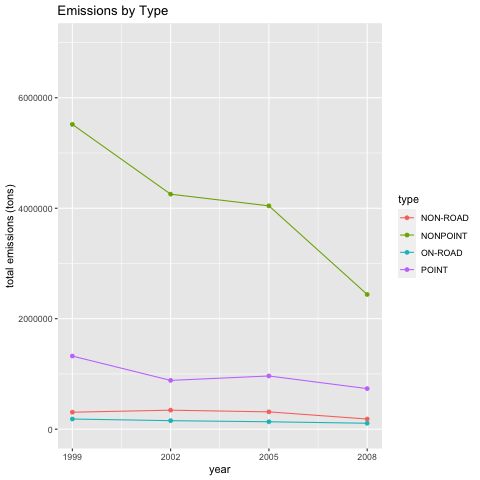 Emissions by Type
total emissions (tons)
6000000
4000000
2000000
0
1999 2002 2005 2008
year
type
NON-ROAD
NONPOINT
ON-ROAD
POINT